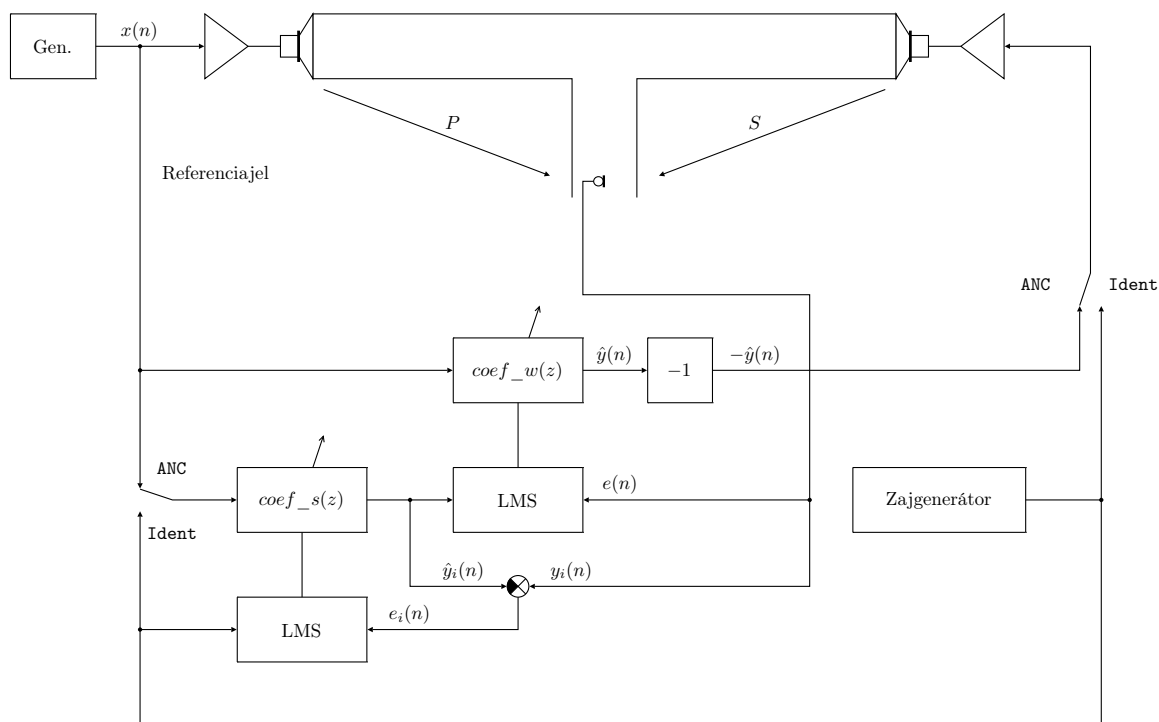 x(n)
Gen.
P
S
Referenciajel
ANC
Ident
ŷ(n)
−ŷ(n)
coef_w(z)
−1
ANC
coef_s(z)
LMS
e(n)
Zajgenerátor
Ident
ŷᵢ(n)
yᵢ(n)
eᵢ(n)
LMS